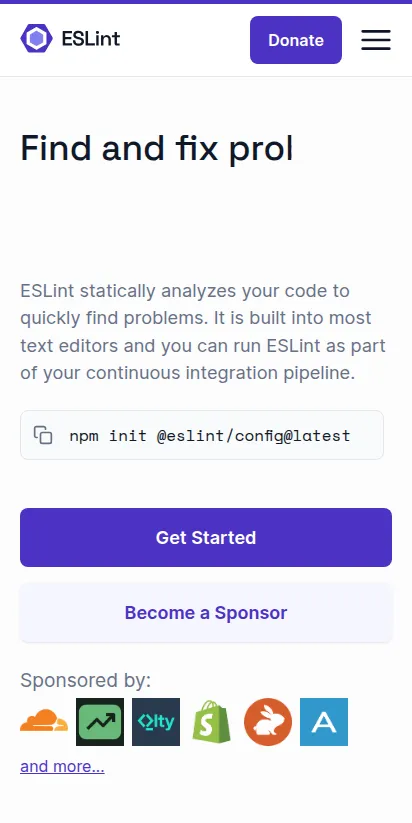 ESLint
Donate
Find and fix prol
ESLint statically analyzes your code to
quickly find problems. It is built into most
text editors and you can run ESLint as part
of your continuous integration pipeline.
npm init @eslint/config@latest
Get Started
Become a Sponsor
Sponsored by:
lty
and more...